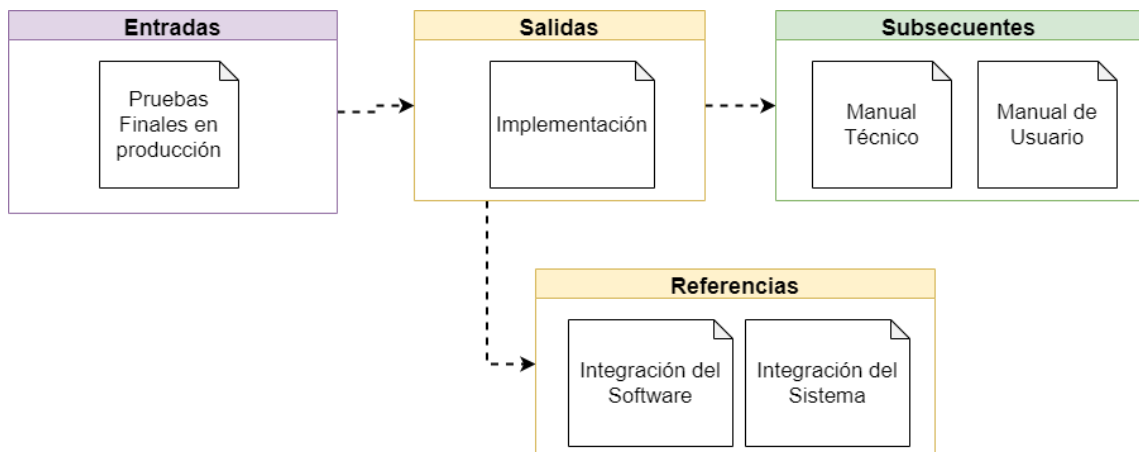 Entradas
Pruebas
Finales en
producción
Salidas
Implementación
Subsecuentes
Manual
Técnico
Manual de
Usuario
Referencias
Integración del
Software
Integración del
Sistema